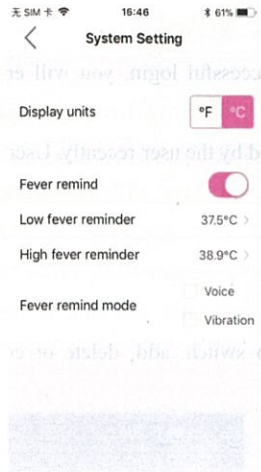 无 SIM 卡 16:46 61%
System Setting
Display units °F °C
Fever remind
Low fever reminder 37.5°C >
High fever reminder 38.9°C >
Voice
Fever remind mode
Vibration